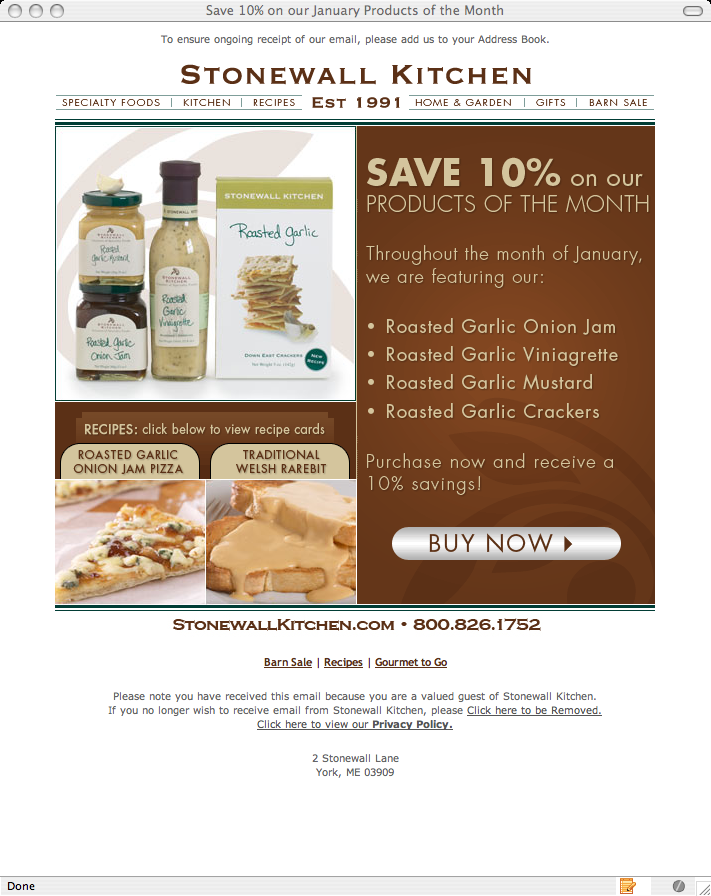 Save 10% on our January Products of the Month
To ensure ongoing receipt of our email, please add us to your Address Book.
STONEWALL KITCHEN
SPECIALTY FOODS | KITCHEN | RECIPES EST 1991 HOME & GARDEN | GIFTS | BARN SALE
STONEWALL KITCHEN
Roasted garlic
DOWN EAST CRACKERS
NEW RECIPE
STONEWALL KITCHEN
Roasted Garlic Vinaigrette
STONEWALL KITCHEN
Roasted garlic Mustard
STONEWALL KITCHEN
Roasted Garlic Onion Jam
SAVE 10% on our
PRODUCTS OF THE MONTH
Throughout the month of January,
we are featuring our:
• Roasted Garlic Onion Jam
• Roasted Garlic Viniagrette
• Roasted Garlic Mustard
• Roasted Garlic Crackers
Purchase now and receive a
10% savings!
BUY NOW
RECIPES: click below to view recipe cards
ROASTED GARLIC
ONION JAM PIZZA
TRADITIONAL
WELSH RAREBIT
STONEWALLKITCHEN.COM • 800.826.1752
Barn Sale | Recipes | Gourmet to Go
Please note you have received this email because you are a valued guest of Stonewall Kitchen.
If you no longer wish to receive email from Stonewall Kitchen, please Click here to be Removed.
Click here to view our Privacy Policy.
2 Stonewall Lane
York, ME 03909
Done